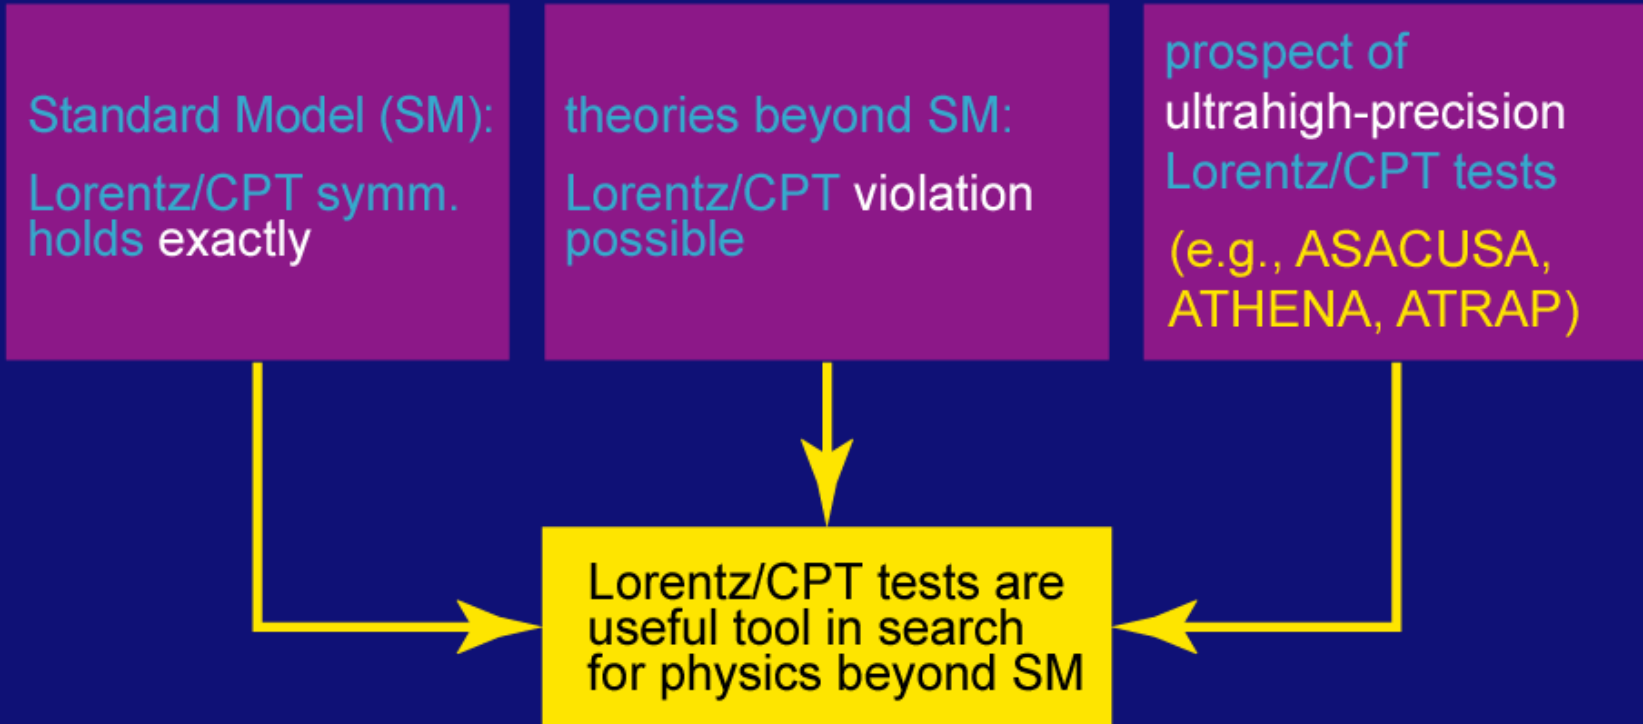 Standard Model (SM):
Lorentz/CPT symm.
holds exactly
theories beyond SM:
Lorentz/CPT violation
possible
prospect of
ultrahigh-precision
Lorentz/CPT tests
(e.g., ASACUSA,
ATHENA, ATRAP)
Lorentz/CPT tests are
useful tool in search
for physics beyond SM